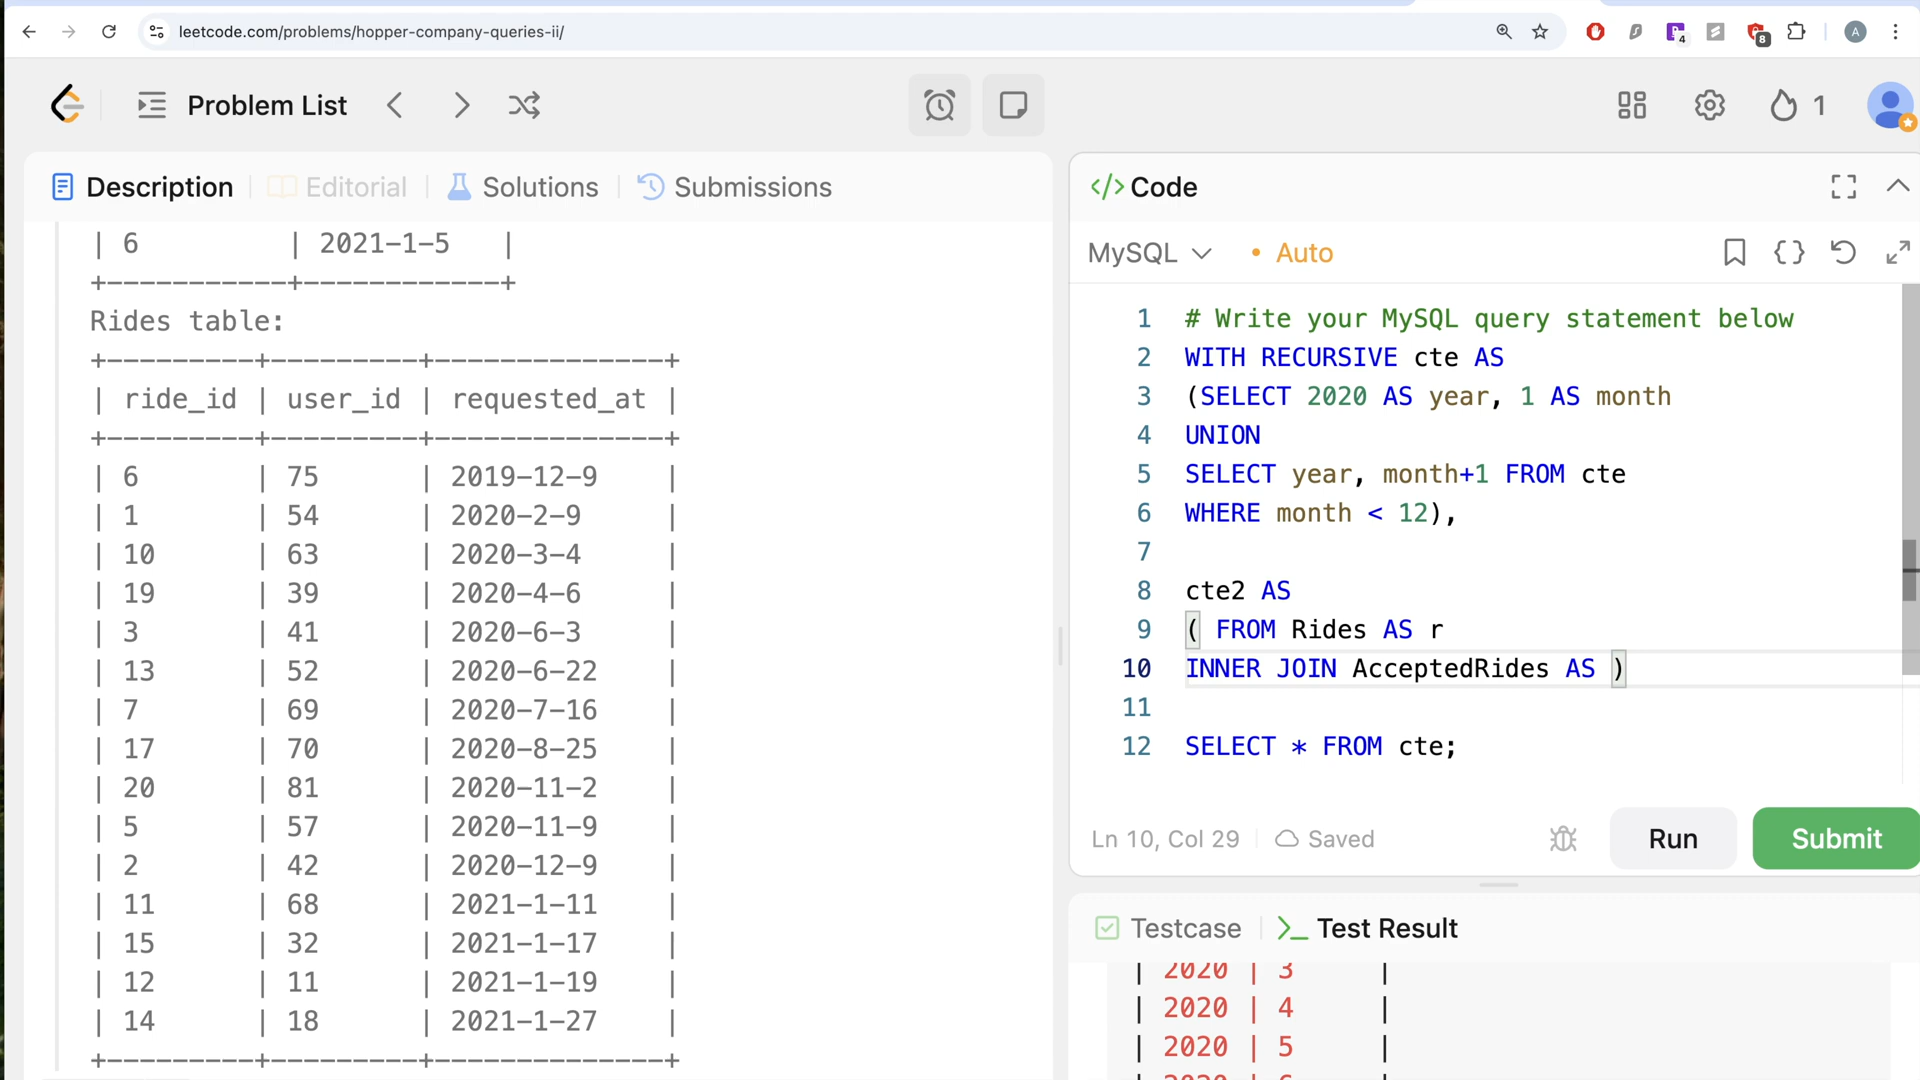 leetcode.com/problems/hopper-company-queries-ii/
4
8
A
Problem List
1
Description
Editorial
Solutions
Submissions
| 6 | 2021-1-5 |
+-----------+------------+
Rides table:
+---------+---------+--------------+
| ride_id | user_id | requested_at |
+---------+---------+--------------+
| 6 | 75 | 2019-12-9 |
| 1 | 54 | 2020-2-9 |
| 10 | 63 | 2020-3-4 |
| 19 | 39 | 2020-4-6 |
| 3 | 41 | 2020-6-3 |
| 13 | 52 | 2020-6-22 |
| 7 | 69 | 2020-7-16 |
| 17 | 70 | 2020-8-25 |
| 20 | 81 | 2020-11-2 |
| 5 | 57 | 2020-11-9 |
| 2 | 42 | 2020-12-9 |
| 11 | 68 | 2021-1-11 |
| 15 | 32 | 2021-1-17 |
| 12 | 11 | 2021-1-19 |
| 14 | 18 | 2021-1-27 |
+---------+---------+--------------+
</> Code
MySQL • Auto
1 # Write your MySQL query statement below
2 WITH RECURSIVE cte AS
3 (SELECT 2020 AS year, 1 AS month
4 UNION
5 SELECT year, month+1 FROM cte
6 WHERE month < 12),
7
8 cte2 AS
9 ( FROM Rides AS r
10 INNER JOIN AcceptedRides AS )
11
12 SELECT * FROM cte;
Ln 10, Col 29
Saved
Run
Submit
Testcase
Test Result
| 2020 | 3 |
| 2020 | 4 |
| 2020 | 5 |